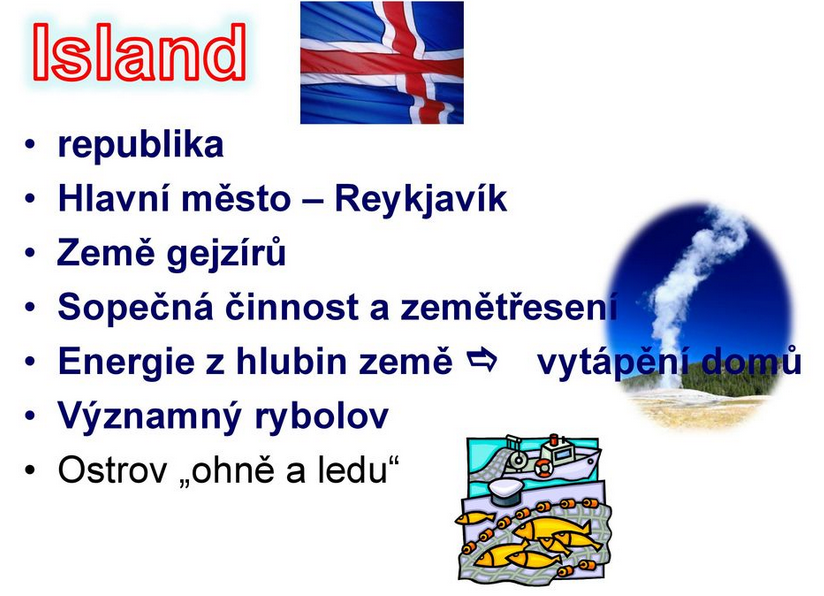 Island
• republika
• Hlavní město – Reykjavík
• Země gejzírů
• Sopečná činnost a zemětřesení
• Energie z hlubin země ⇨ vytápění domů
• Významný rybolov
• Ostrov „ohně a ledu“